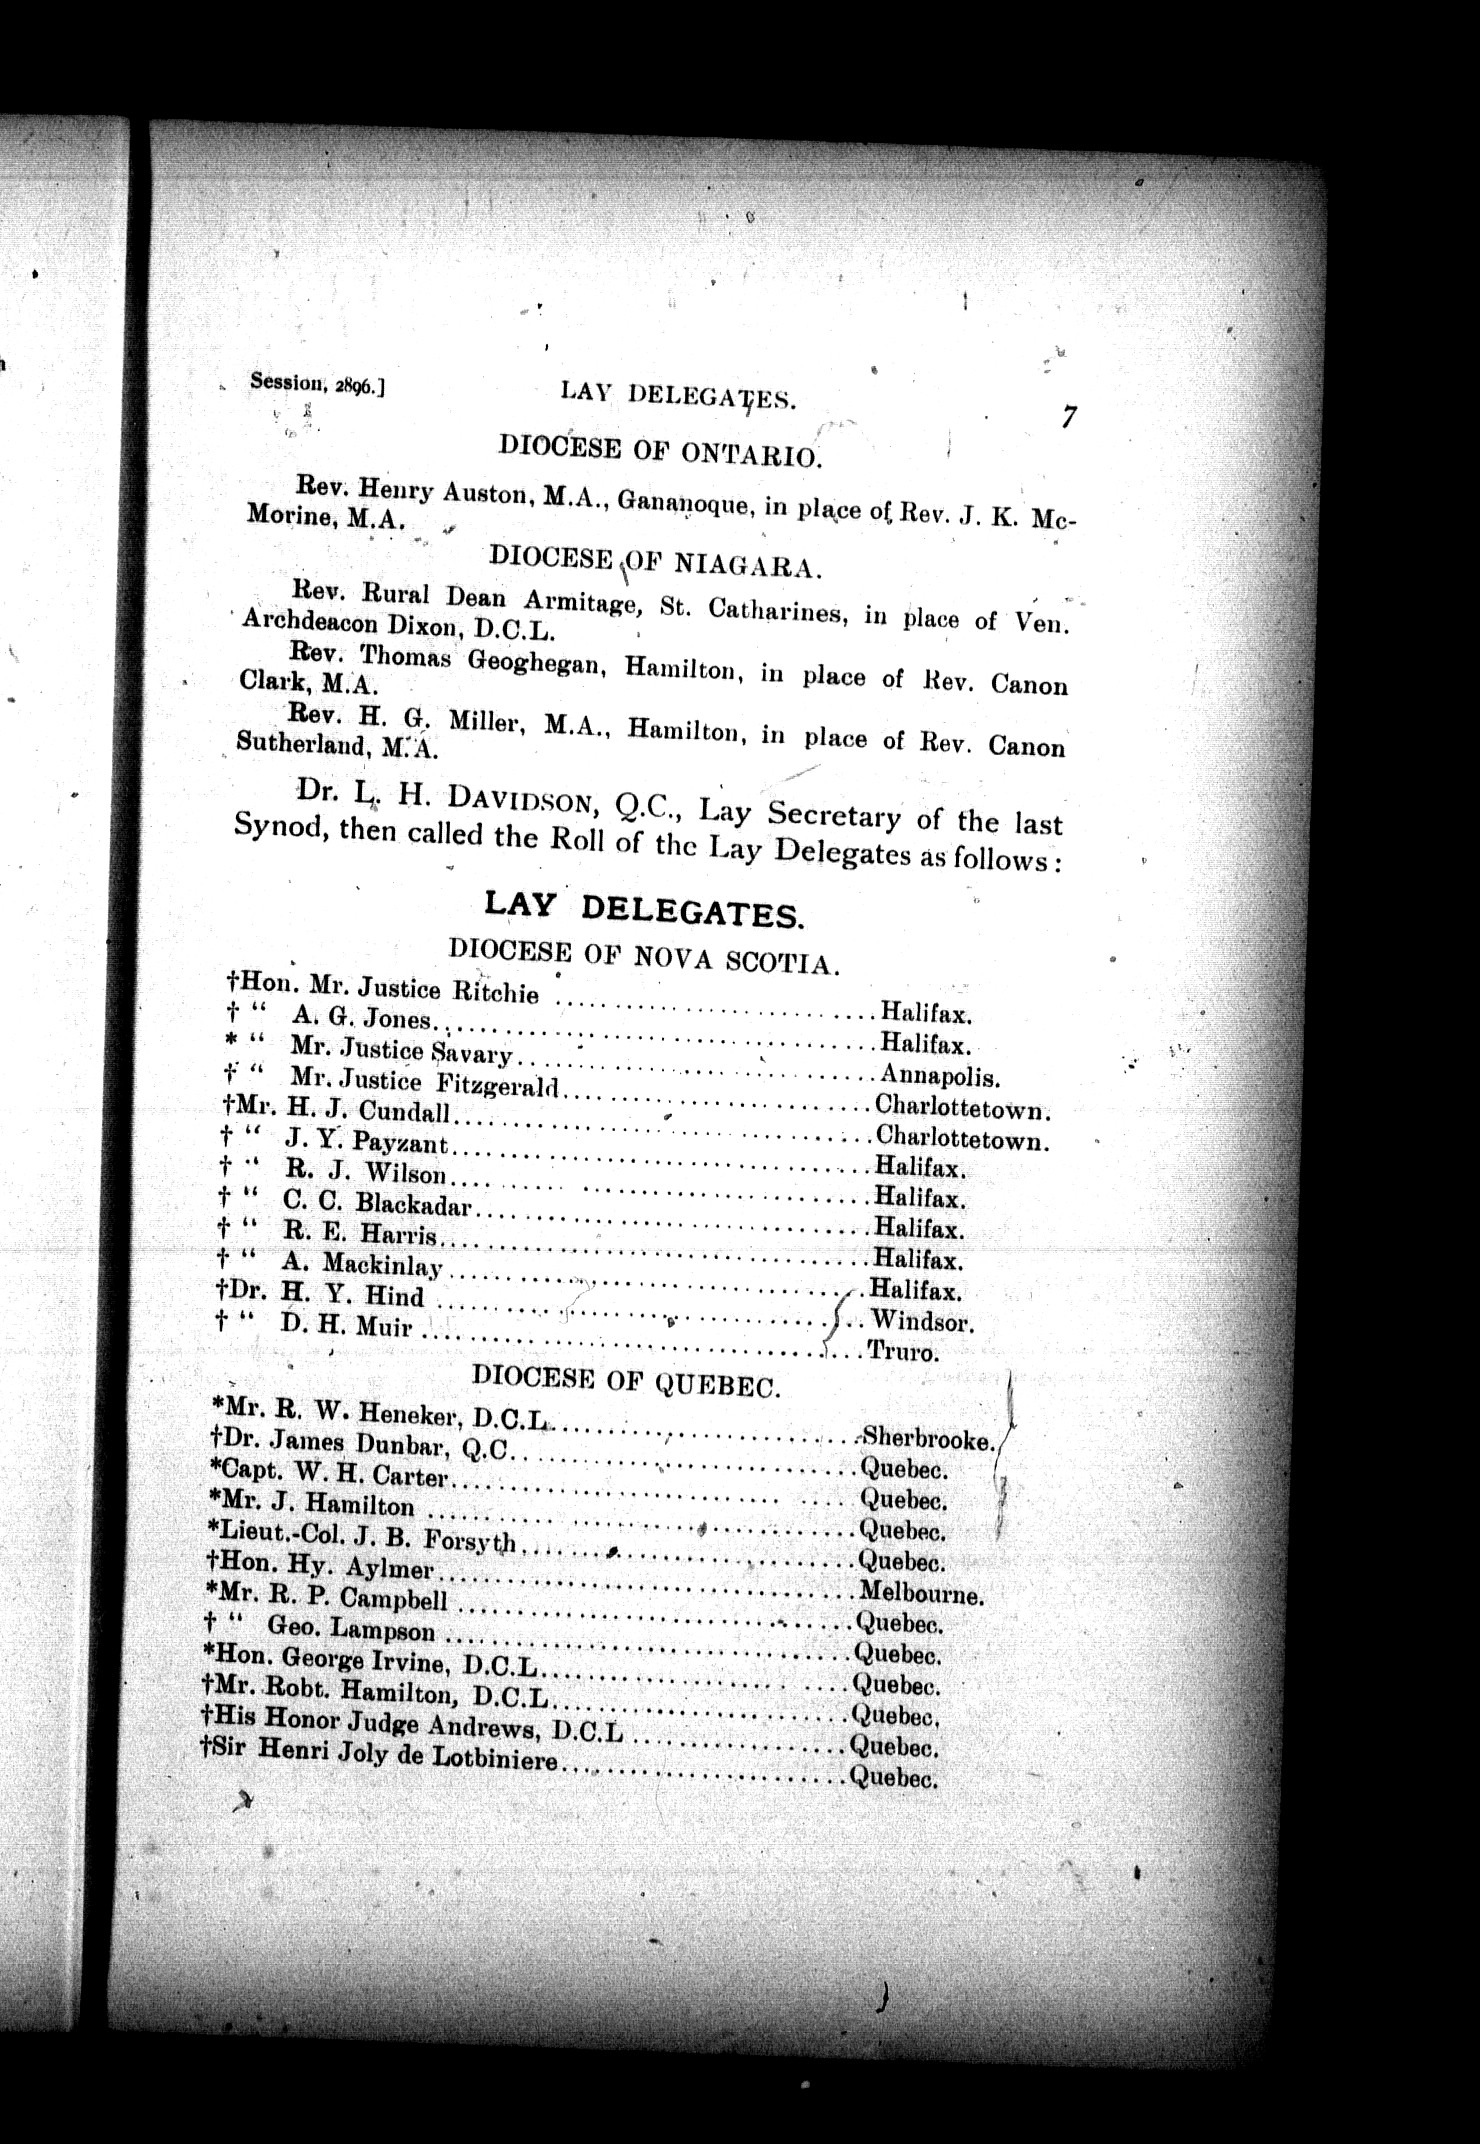 Session, 2896.] LAY DELEGATES. 7
DIOCESE OF ONTARIO.
Rev. Henry Auston, M.A., Gananoque, in place of Rev. J. K. Mc-
Morine, M.A.
DIOCESE OF NIAGARA.
Rev. Rural Dean Armitage, St. Catharines, in place of Ven.
Archdeacon Dixon, D.C.L.
Rev. Thomas Geoghegan, Hamilton, in place of Rev. Canon
Clark, M.A.
Rev. H. G. Miller, M.A., Hamilton, in place of Rev. Canon
Sutherland, M.A.
Dr. L. H. DAVIDSON, Q.C., Lay Secretary of the last
Synod, then called the Roll of the Lay Delegates as follows:
LAY DELEGATES.
DIOCESE OF NOVA SCOTIA.
†Hon. Mr. Justice Ritchie ........ Halifax.
† " A. G. Jones ........ Halifax.
* " Mr. Justice Savary ........ Annapolis.
† " Mr. Justice Fitzgerald ........ Charlottetown.
†Mr. H. J. Cundall ........ Charlottetown.
† " J. Y. Payzant ........ Halifax.
† " R. J. Wilson ........ Halifax.
† " C. C. Blackadar ........ Halifax.
† " R. E. Harris ........ Halifax.
† " A. Mackinlay ........ Halifax.
†Dr. H. Y. Hind ........ Windsor.
† " D. H. Muir ........ Truro.
DIOCESE OF QUEBEC.
*Mr. R. W. Heneker, D.C.L. ........ Sherbrooke.
†Dr. James Dunbar, Q.C. ........ Quebec.
*Capt. W. H. Carter ........ Quebec.
*Mr. J. Hamilton ........ Quebec.
*Lieut.-Col. J. B. Forsyth ........ Quebec.
†Hon. Hy. Aylmer ........ Melbourne.
*Mr. R. P. Campbell ........ Quebec.
† " Geo. Lampson ........ Quebec.
*Hon. George Irvine, D.C.L. ........ Quebec.
†Mr. Robt. Hamilton, D.C.L. ........ Quebec.
†His Honor Judge Andrews, D.C.L ........ Quebec.
†Sir Henri Joly de Lotbiniere ........ Quebec.